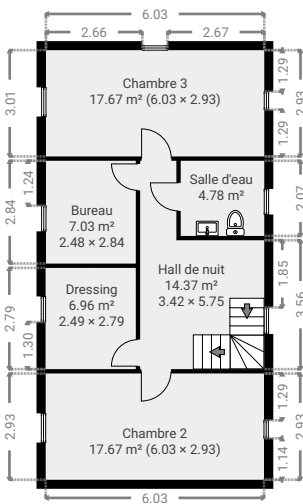 6.03
2.66
2.67
3.01
1.29
2.93
1.29
Chambre 3
17.67 m² (6.03 × 2.93)
1.24
2.84
Salle d'eau
4.78 m²
2.07
Bureau
7.03 m²
2.48 × 2.84
Hall de nuit
14.37 m²
3.42 × 5.75
1.85
3.56
Dressing
6.96 m²
2.49 × 2.79
2.79
1.30
2.93
1.29
2.93
1.14
Chambre 2
17.67 m² (6.03 × 2.93)
6.03